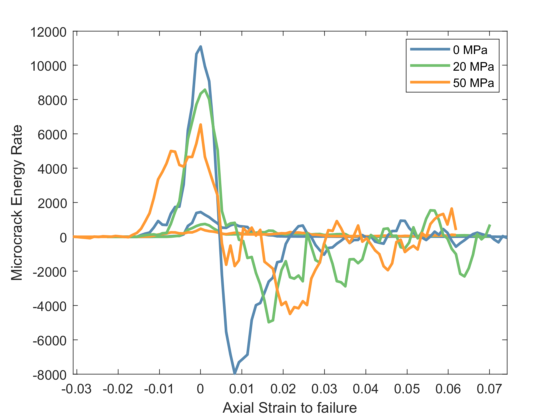 12000
10000
8000
6000
4000
2000
0
-2000
-4000
-6000
-8000
Microcrack Energy Rate
0 MPa
20 MPa
50 MPa
-0.03 -0.02 -0.01 0 0.01 0.02 0.03 0.04 0.05 0.06 0.07
Axial Strain to failure